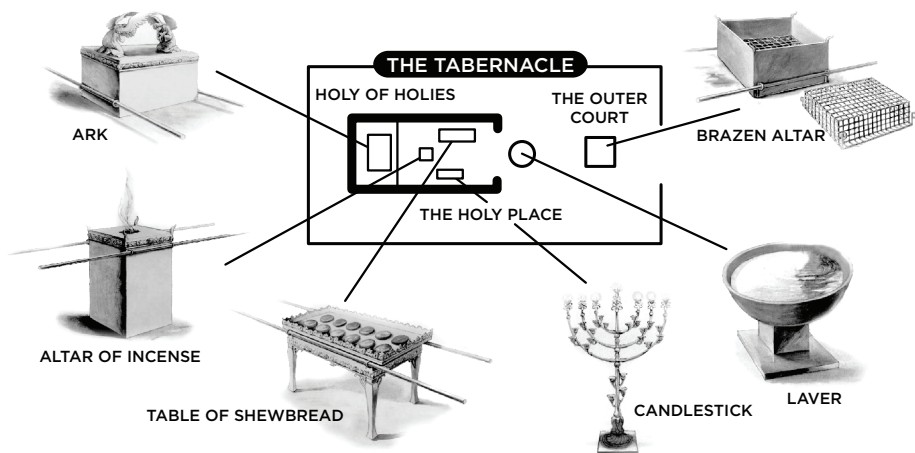 THE TABERNACLE
HOLY OF HOLIES
THE OUTER
COURT
ARK
BRAZEN ALTAR
THE HOLY PLACE
ALTAR OF INCENSE
TABLE OF SHEWBREAD
CANDLESTICK
LAVER